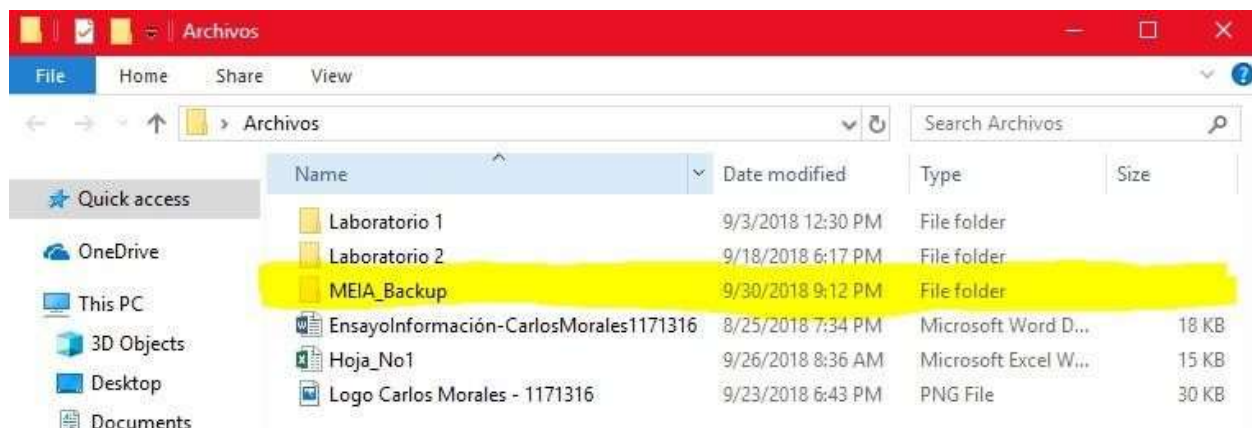 Archivos
File Home Share View
Archivos Search Archivos
Name Date modified Type Size
Quick access
Laboratorio 1 9/3/2018 12:30 PM File folder
OneDrive
Laboratorio 2 9/18/2018 6:17 PM File folder
MEIA_Backup 9/30/2018 9:12 PM File folder
This PC
EnsayoInformación-CarlosMorales1171316 8/25/2018 7:34 PM Microsoft Word D... 18 KB
3D Objects
Hoja_No1 9/26/2018 8:36 AM Microsoft Excel W... 15 KB
Desktop
Logo Carlos Morales - 1171316 9/23/2018 6:43 PM PNG File 30 KB
Documents